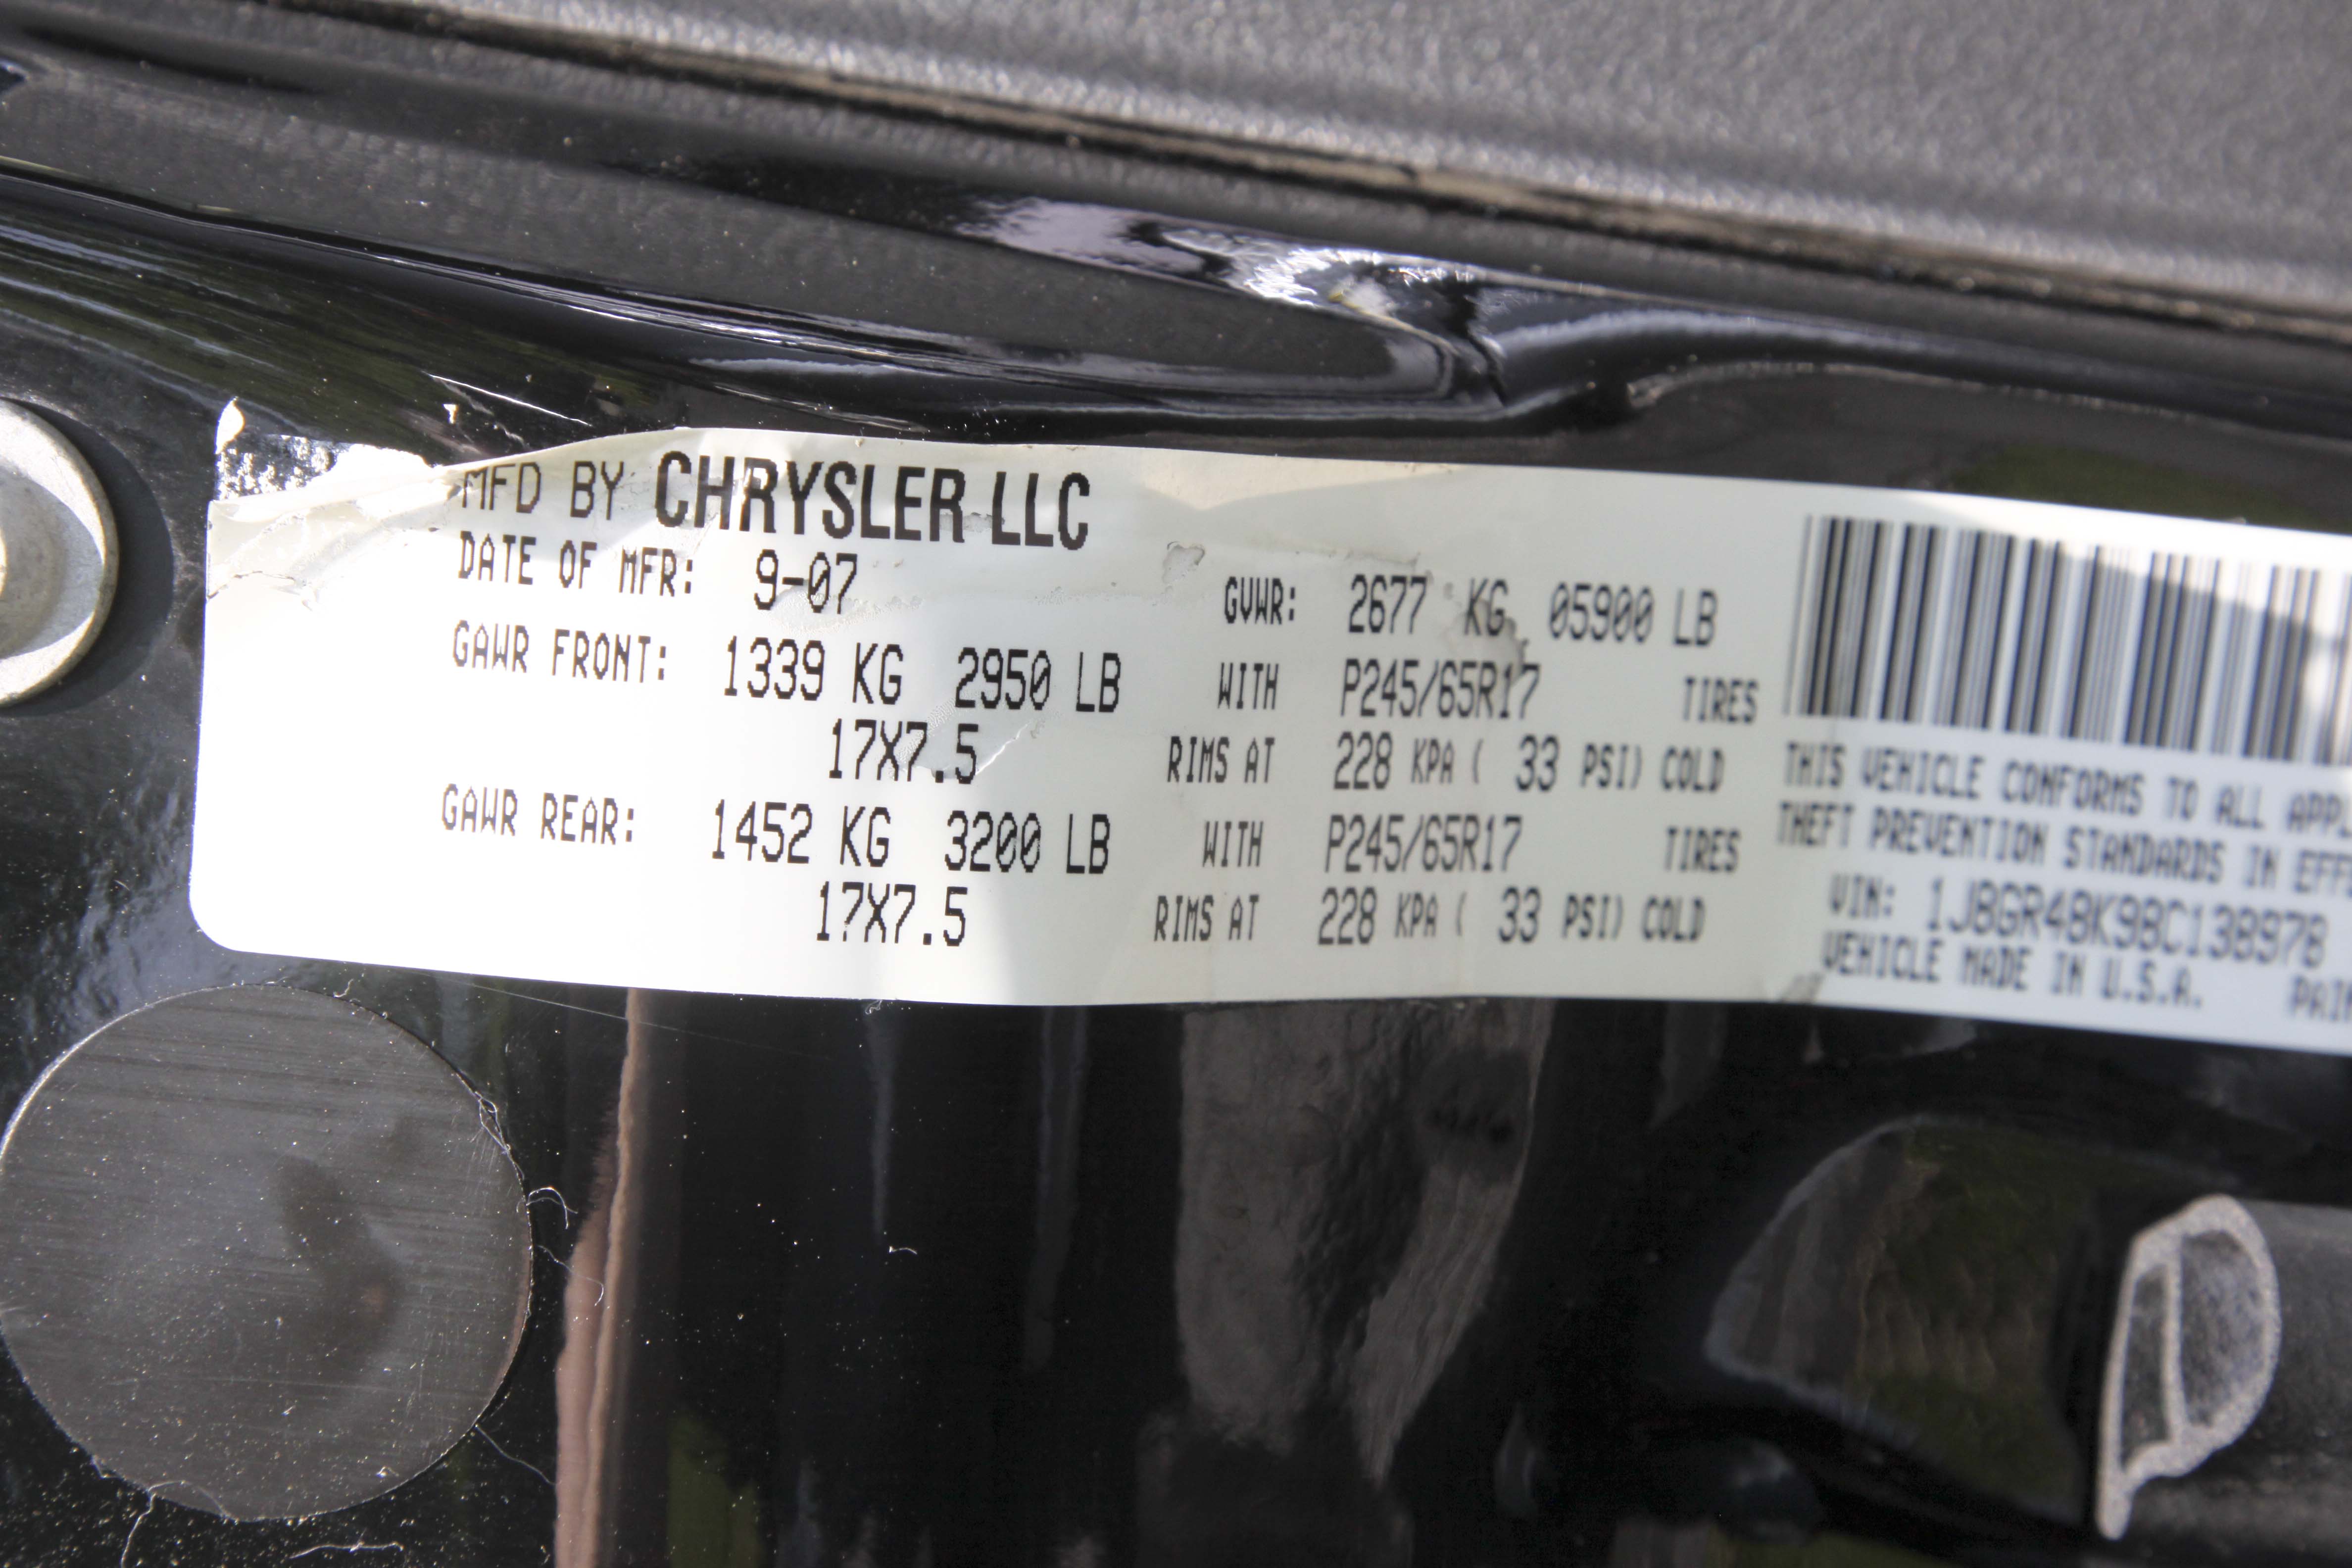 MFD BY CHRYSLER LLC
DATE OF MFR: 9-07
GVWR: 2677 KG 05900 LB
GAWR FRONT: 1339 KG 2950 LB WITH P245/65R17 TIRES
17X7.5 RIMS AT 228 KPA ( 33 PSI) COLD
GAWR REAR: 1452 KG 3200 LB WITH P245/65R17 TIRES
17X7.5 RIMS AT 228 KPA ( 33 PSI) COLD
THIS VEHICLE CONFORMS TO ALL APPL
THEFT PREVENTION STANDARDS IN EFFE
VIN: 1J8GR48K98C138978
VEHICLE MADE IN U.S.A. PAI